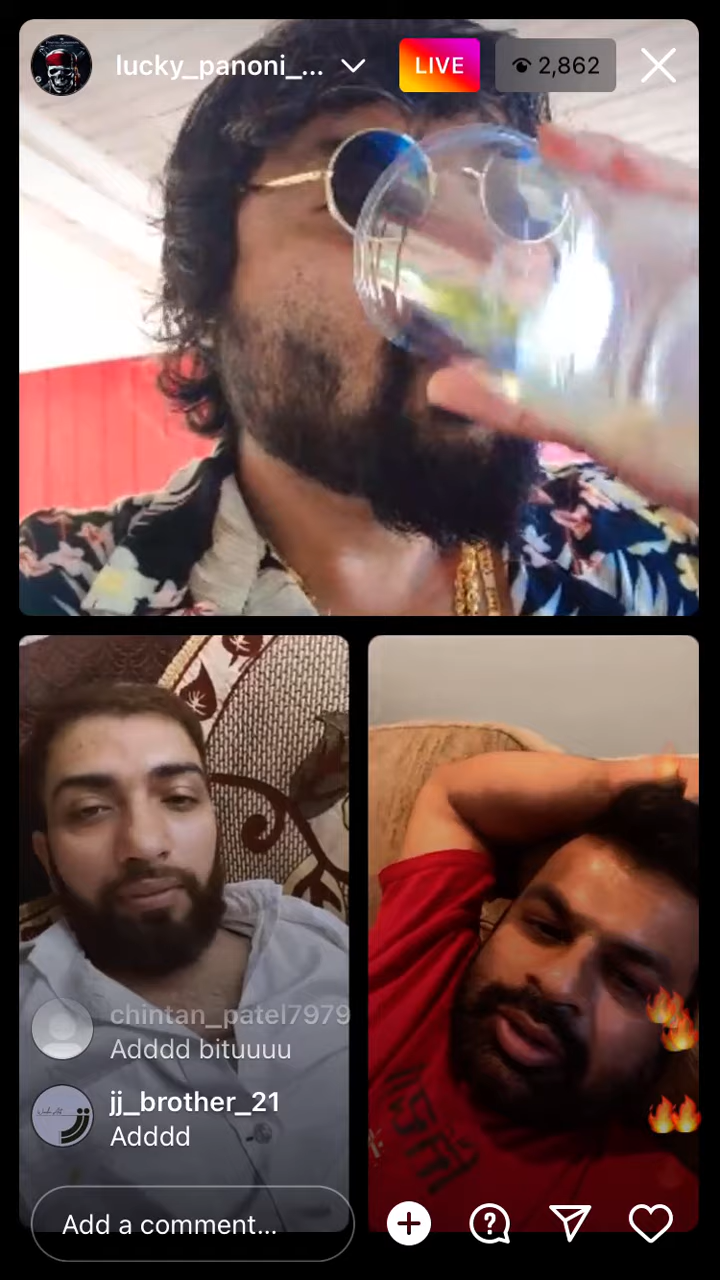 lucky_panoni_...
LIVE
2,862
chintan_patel7979
Adddd bituuuu
jj_brother_21
Adddd
Add a comment...